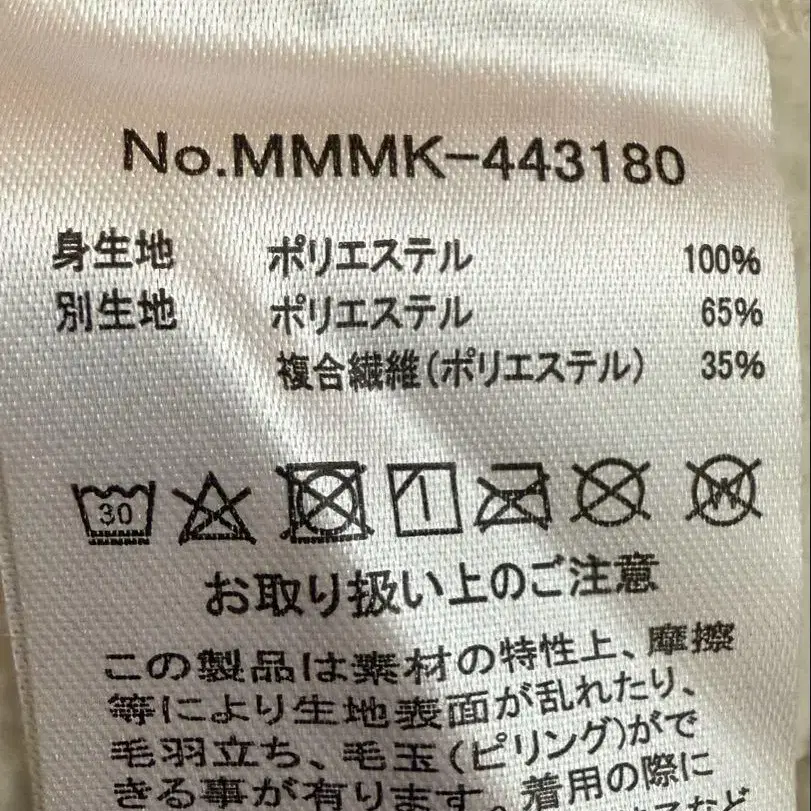 No.MMMK-443180
身生地 ポリエステル 100%
別生地 ポリエステル 65%
複合繊維(ポリエステル) 35%
30
W
お取り扱い上のご注意
この製品は素材の特性上、摩擦
等により生地表面が乱れたり、
毛羽立ち、毛玉(ピリング)がで
きる事が有ります。着用の際に